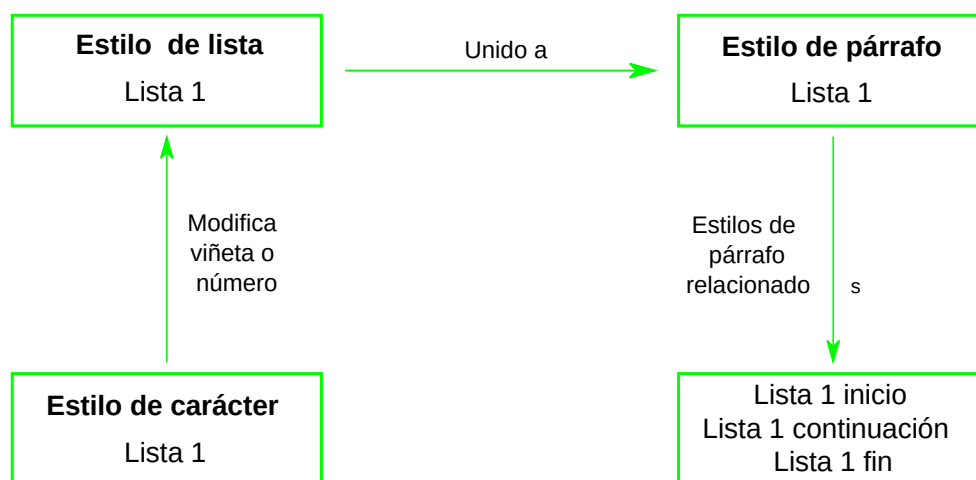 Estilo de lista
Lista 1
Unido a
Estilo de párrafo
Lista 1
Modifica
viñeta o
número
Estilos de
párrafo
relacionado s
Estilo de carácter
Lista 1
Lista 1 inicio
Lista 1 continuación
Lista 1 fin